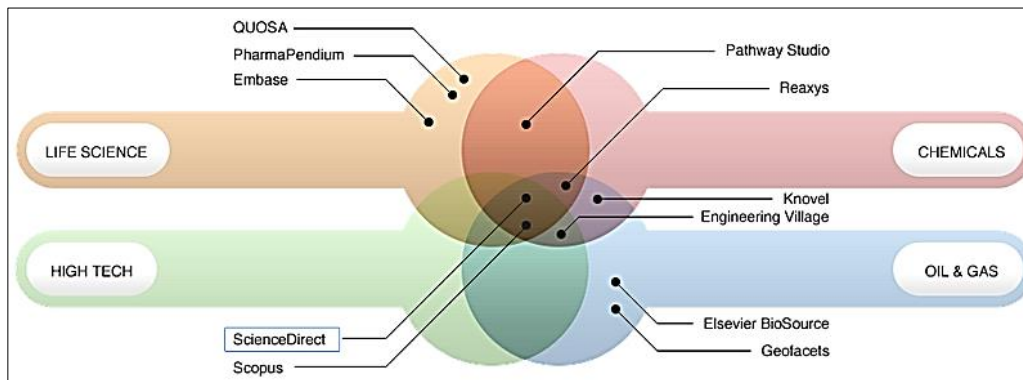 QUOSA
PharmaPendium
Embase
Pathway Studio
Reaxys
LIFE SCIENCE
CHEMICALS
Knovel
Engineering Village
HIGH TECH
OIL & GAS
ScienceDirect
Scopus
Elsevier BioSource
Geofacets